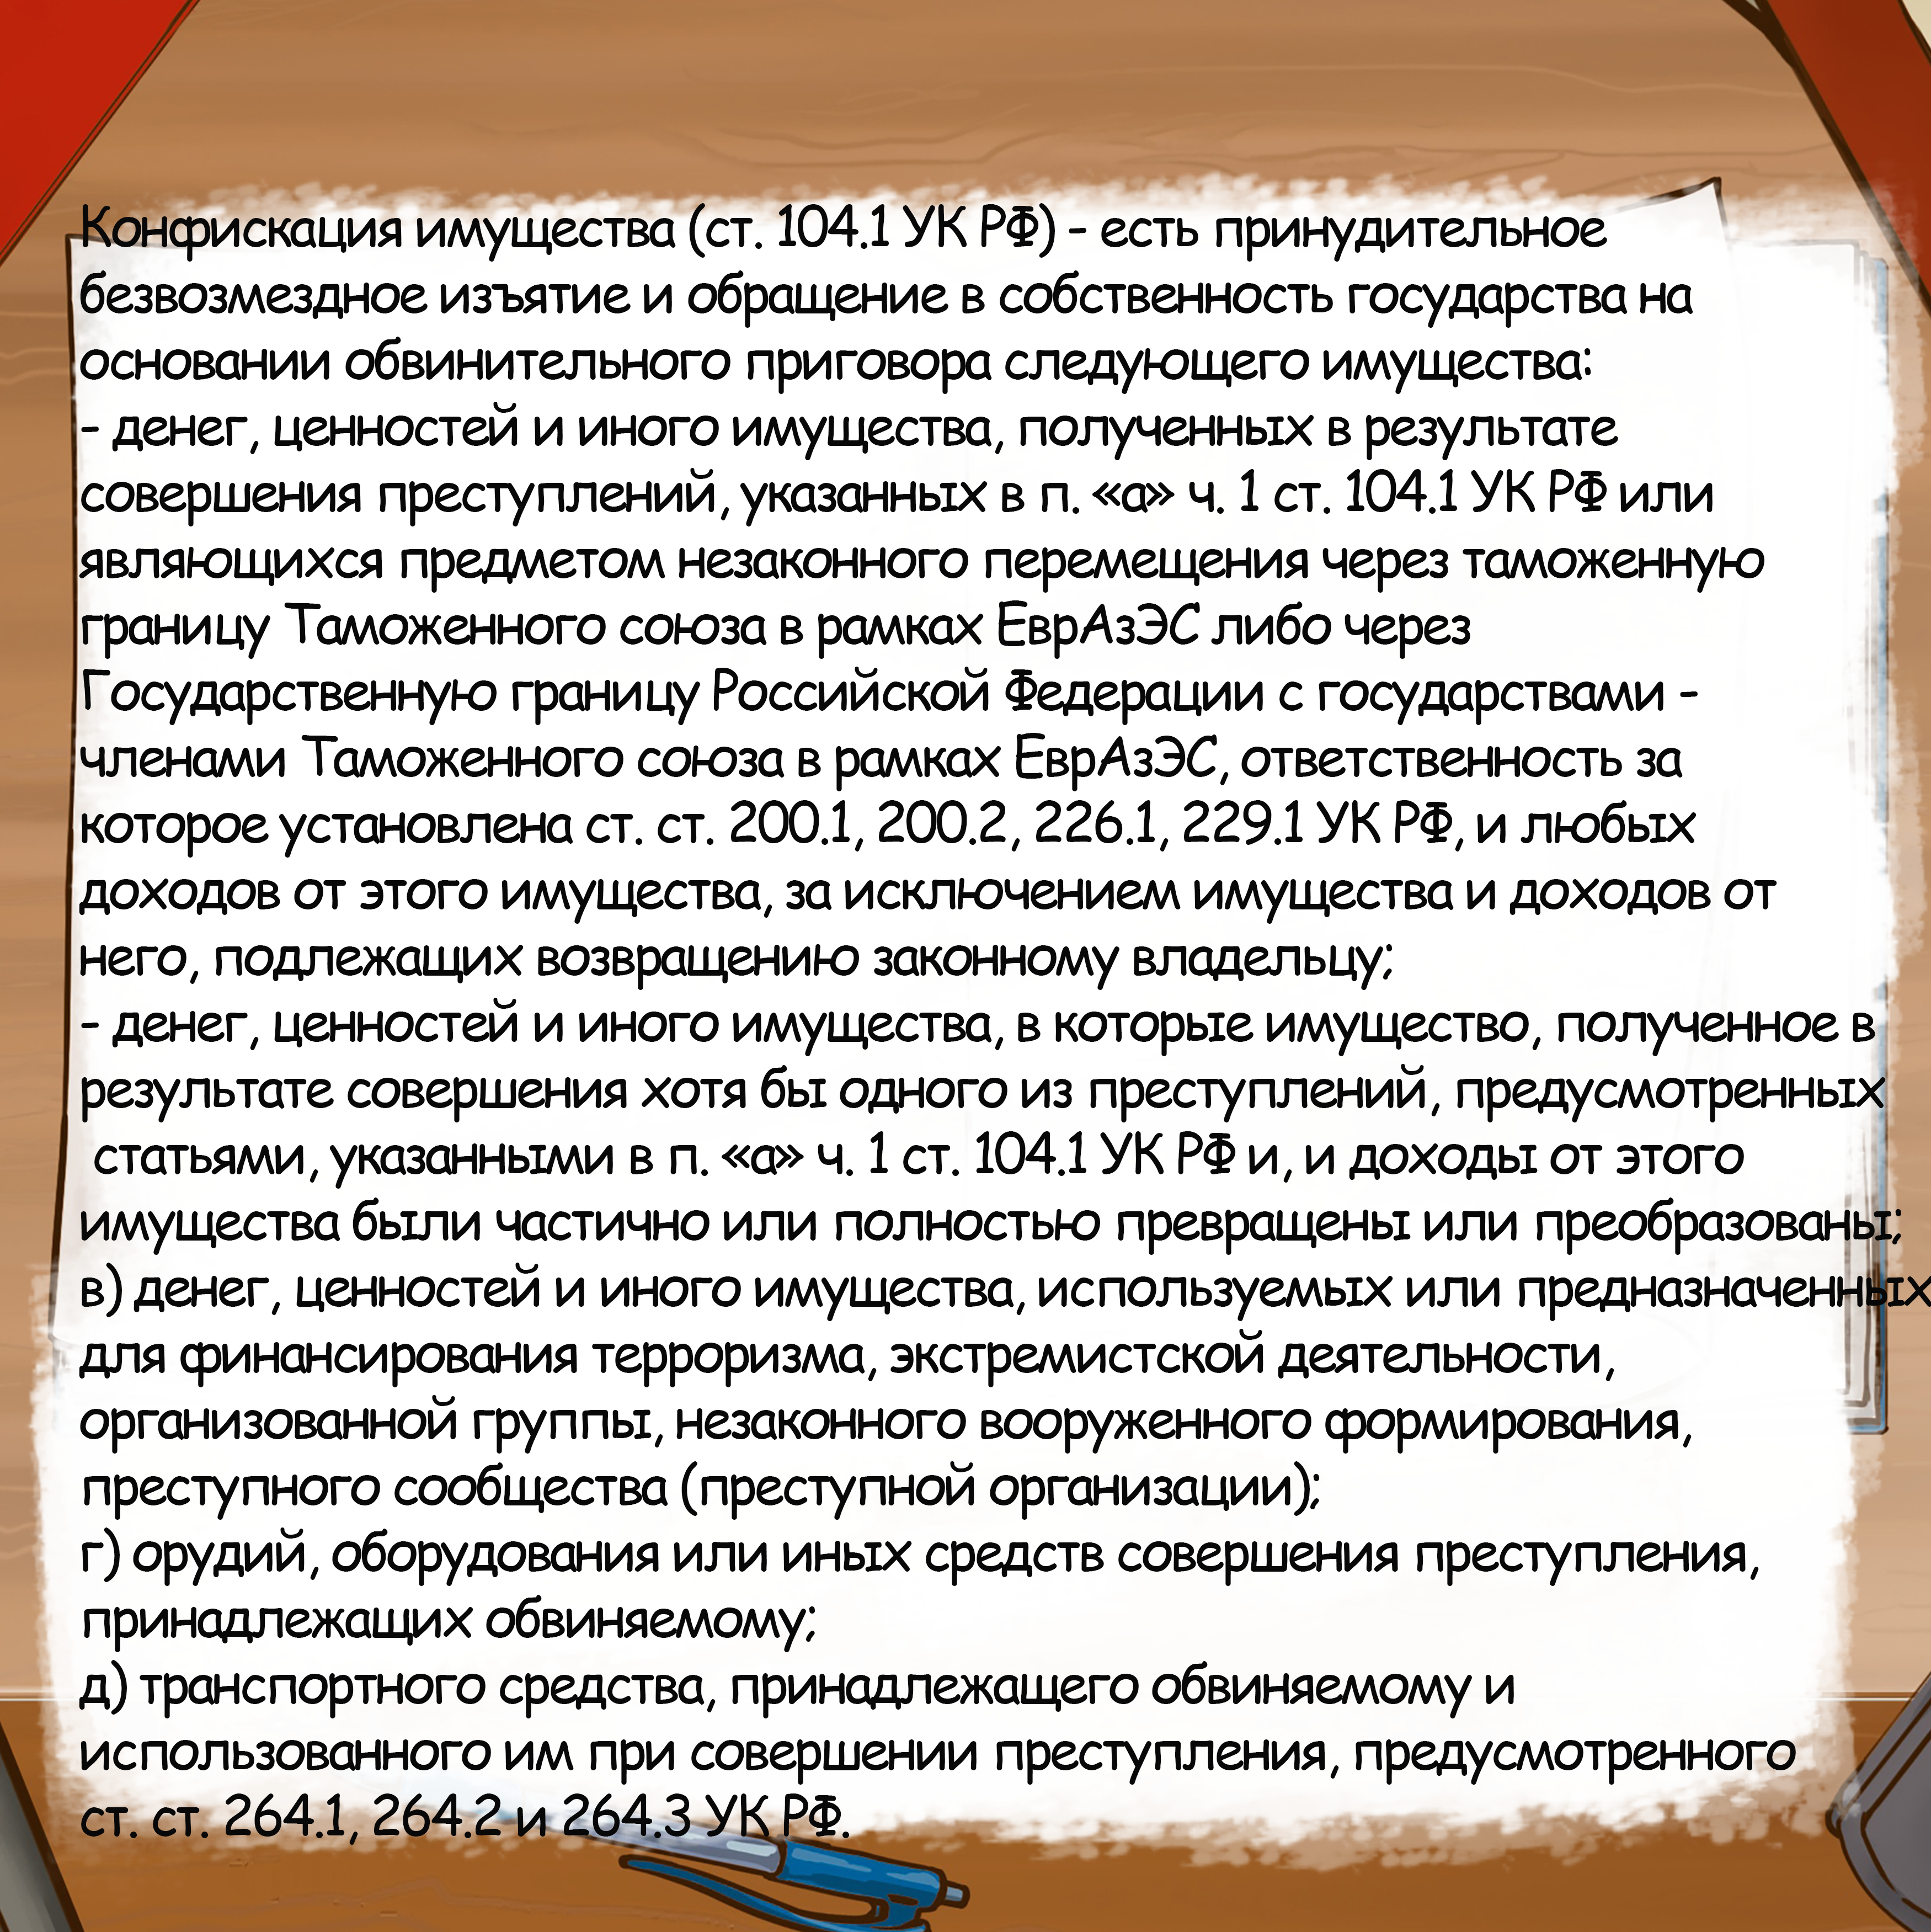 Конфискация имущества (ст. 104.1 УК РФ) - есть принудительное
безвозмездное изъятие и обращение в собственность государства на
основании обвинительного приговора следующего имущества:
- денег, ценностей и иного имущества, полученных в результате
совершения преступлений, указанных в п. «а» ч. 1 ст. 104.1 УК РФ или
являющихся предметом незаконного перемещения через таможенную
границу Таможенного союза в рамках ЕврАзЭС либо через
Государственную границу Российской Федерации с государствами -
членами Таможенного союза в рамках ЕврАзЭС, ответственность за
которое установлена ст. ст. 200.1, 200.2, 226.1, 229.1 УК РФ, и любых
доходов от этого имущества, за исключением имущества и доходов от
него, подлежащих возвращению законному владельцу;
- денег, ценностей и иного имущества, в которые имущество, полученное в
результате совершения хотя бы одного из преступлений, предусмотренных
статьями, указанными в п. «а» ч. 1 ст. 104.1 УК РФ и, и доходы от этого
имущества были частично или полностью превращены или преобразованы;
в) денег, ценностей и иного имущества, используемых или предназначенных
для финансирования терроризма, экстремистской деятельности,
организованной группы, незаконного вооруженного формирования,
преступного сообщества (преступной организации);
г) орудий, оборудования или иных средств совершения преступления,
принадлежащих обвиняемому;
д) транспортного средства, принадлежащего обвиняемому и
использованного им при совершении преступления, предусмотренного
ст. ст. 264.1, 264.2 и 264.3 УК РФ.